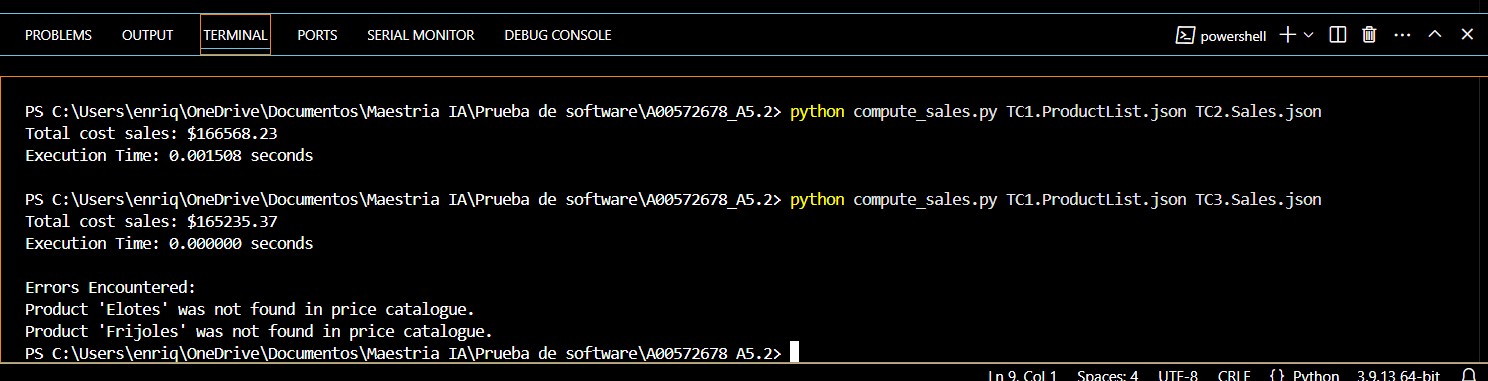 PROBLEMS OUTPUT TERMINAL PORTS SERIAL MONITOR DEBUG CONSOLE powershell
PS C:\Users\enriq\OneDrive\Documentos\Maestria IA\Prueba de software\A00572678_A5.2> python compute_sales.py TC1.ProductList.json TC2.Sales.json
Total cost sales: $166568.23
Execution Time: 0.001508 seconds
PS C:\Users\enriq\OneDrive\Documentos\Maestria IA\Prueba de software\A00572678_A5.2> python compute_sales.py TC1.ProductList.json TC3.Sales.json
Total cost sales: $165235.37
Execution Time: 0.000000 seconds
Errors Encountered:
Product 'Elotes' was not found in price catalogue.
Product 'Frijoles' was not found in price catalogue.
PS C:\Users\enriq\OneDrive\Documentos\Maestria IA\Prueba de software\A00572678_A5.2>
Ln 9, Col 1 Spaces: 4 UTF-8 CRLF {} Python 3.9.13 64-bit